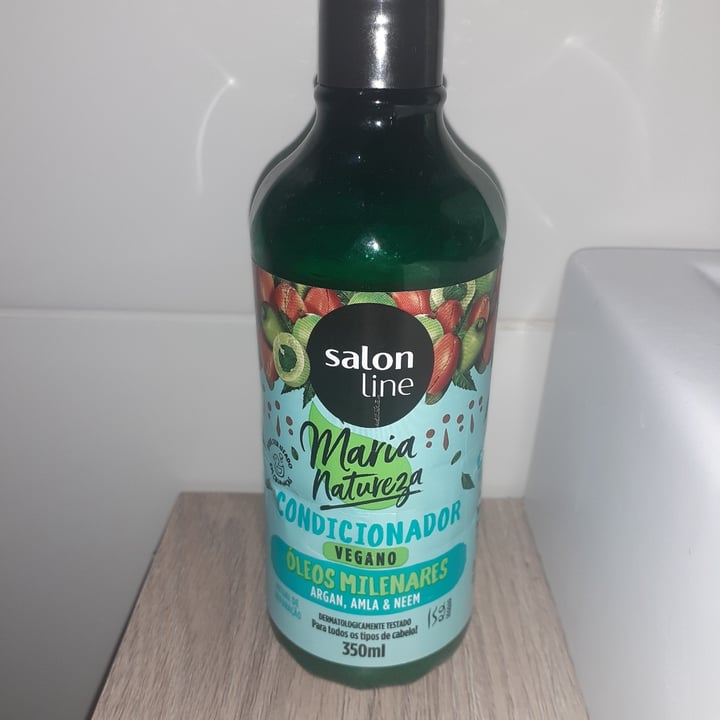 salon
line
Maria
Natureza
CONDICIONADOR
VEGANO
ÓLEOS MILENARES
ARGAN, AMLA & NEEM
DERMATOLOGICAMENTE TESTADO
Para todos os tipos de cabelo!
350ml